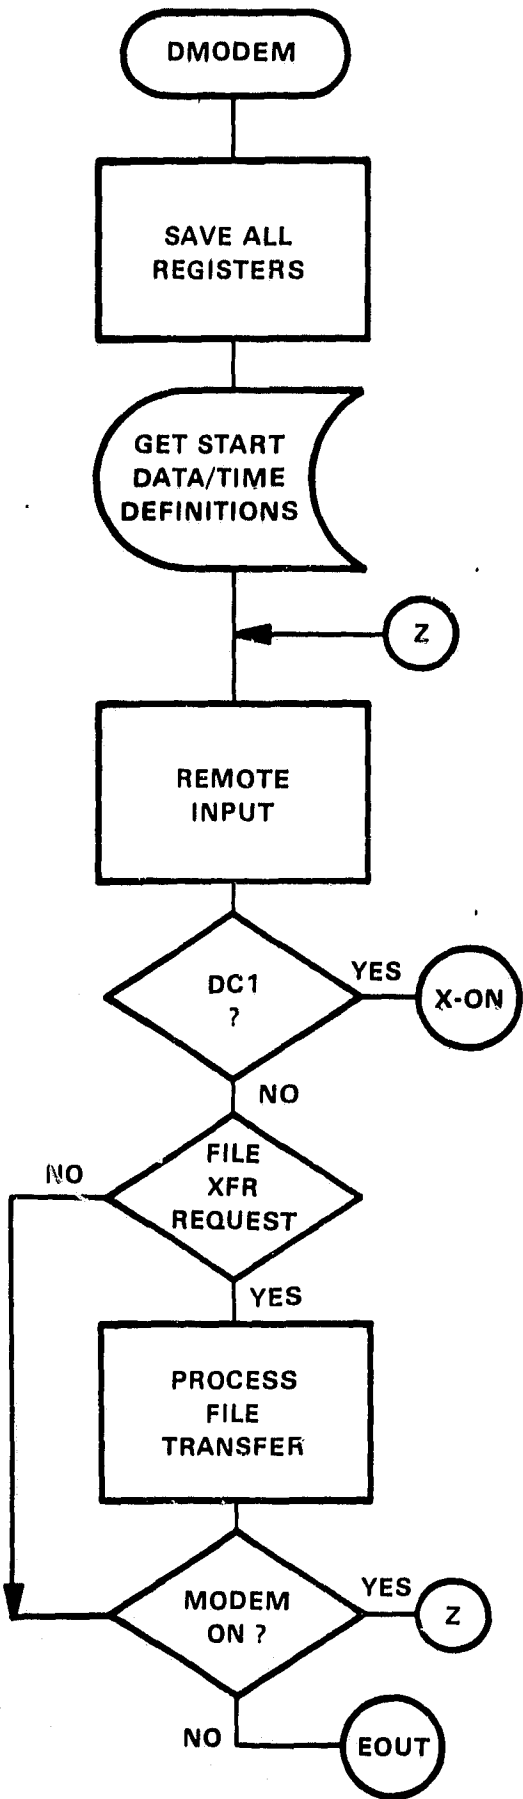 DMODEM
SAVE ALL
REGISTERS
GET START
DATA/TIME
DEFINITIONS
Z
REMOTE
INPUT
DC1
?
YES
X-ON
NO
FILE
XFR
REQUEST
NO
YES
PROCESS
FILE
TRANSFER
MODEM
ON ?
YES
Z
NO
EOUT